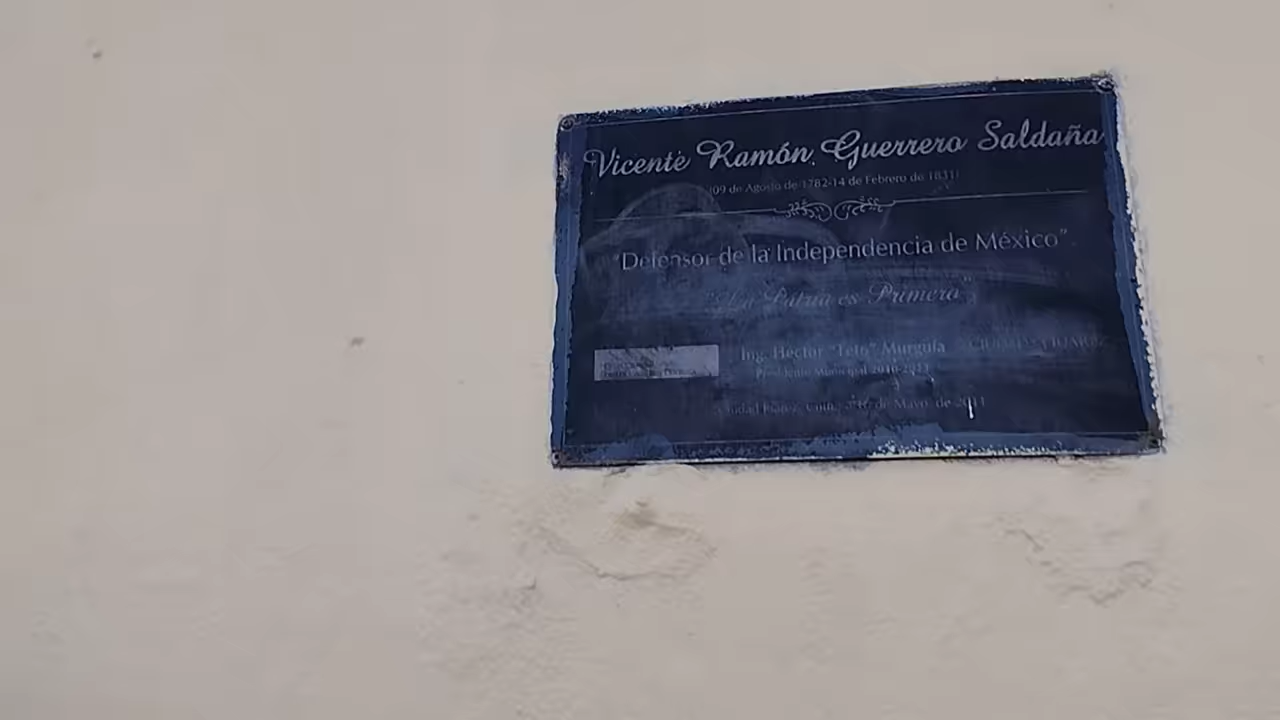 Vicente Ramón Guerrero Saldaña
(09 de Agosto de 1782-14 de Febrero de 1831)
"Defensor de la Independencia de México"
"La Patria es Primero"
Ing. Héctor "Teto" Murguía
Presidente Municipal 2010-2013
Ciudad Juárez, de Mayo de 2011